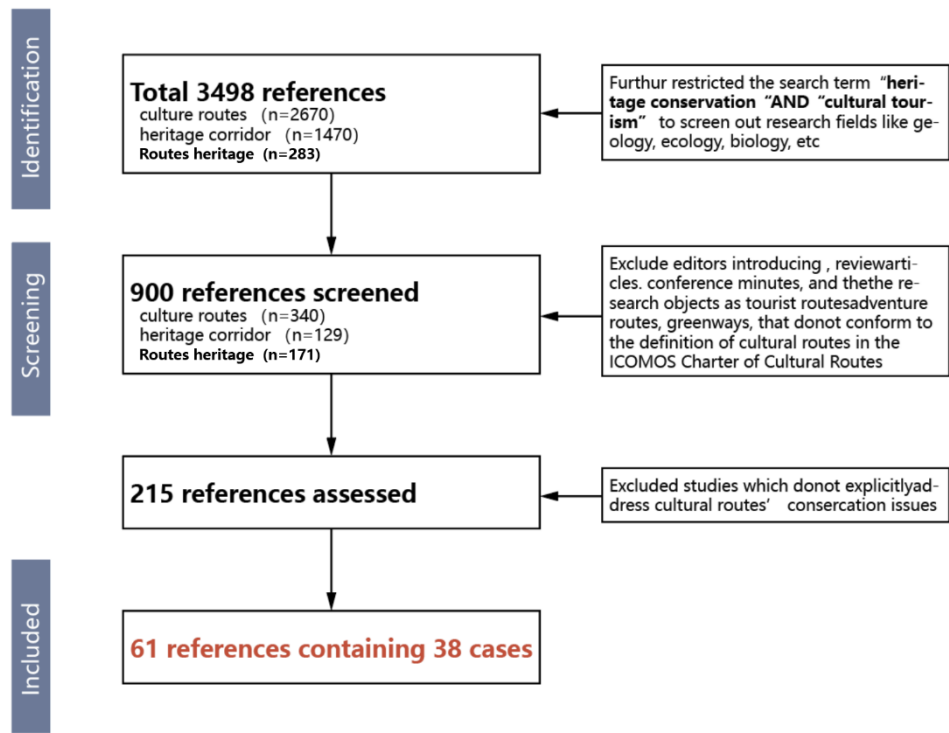 Identification
Total 3498 references
culture routes (n=2670)
heritage corridor (n=1470)
Routes heritage (n=283)
Furthur restricted the search term “heri-
tage conservation “AND “cultural tour-
ism” to screen out research fields like ge-
ology, ecology, biology, etc
Screening
900 references screened
culture routes (n=340)
heritage corridor (n=129)
Routes heritage (n=171)
Exclude editors introducing , reviewarti-
cles. conference minutes, and thethe re-
search objects as tourist routesadventure
routes, greenways, that donot conform to
the definition of cultural routes in the
ICOMOS Charter of Cultural Routes
215 references assessed
Excluded studies which donot explicitlyad-
dress cultural routes’ consercation issues
Included
61 references containing 38 cases